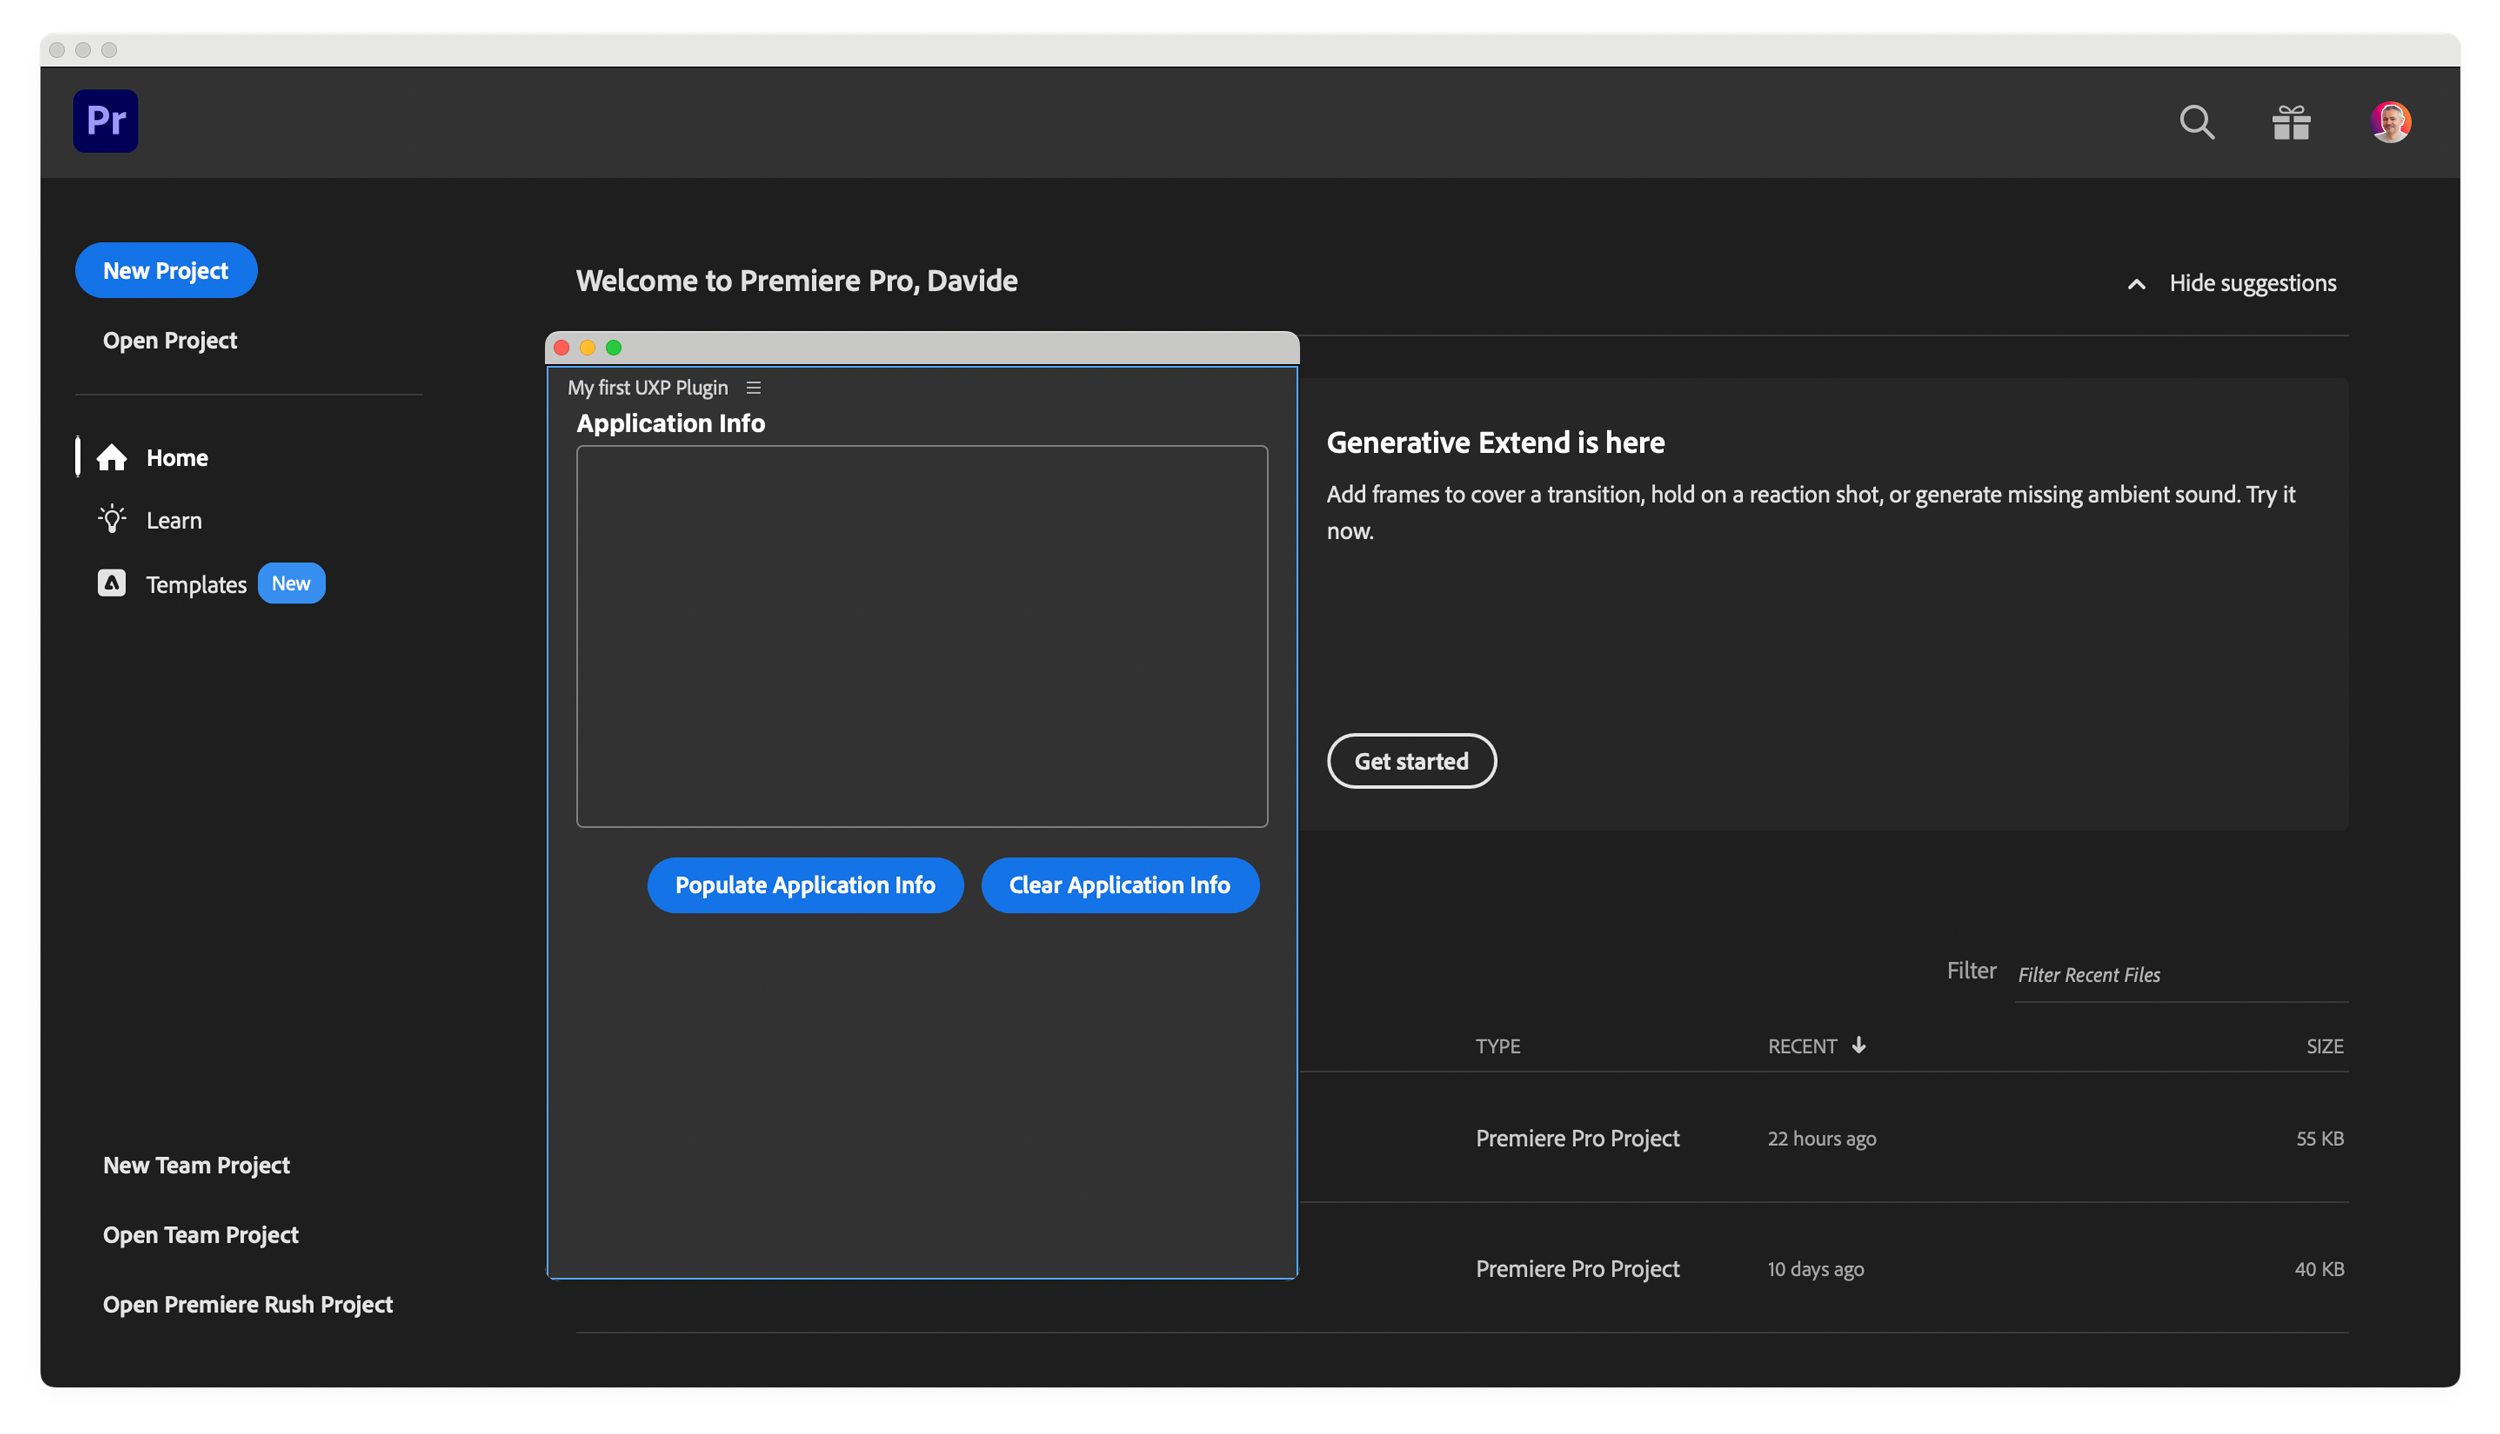 Pr
New Project
Open Project
Home
Learn
Templates New
New Team Project
Open Team Project
Open Premiere Rush Project
Welcome to Premiere Pro, Davide
Hide suggestions
My first UXP Plugin
Application Info
Populate Application Info
Clear Application Info
Generative Extend is here
Add frames to cover a transition, hold on a reaction shot, or generate missing ambient sound. Try it
now.
Get started
Filter Filter Recent Files
TYPE RECENT SIZE
Premiere Pro Project 22 hours ago 55 KB
Premiere Pro Project 10 days ago 40 KB